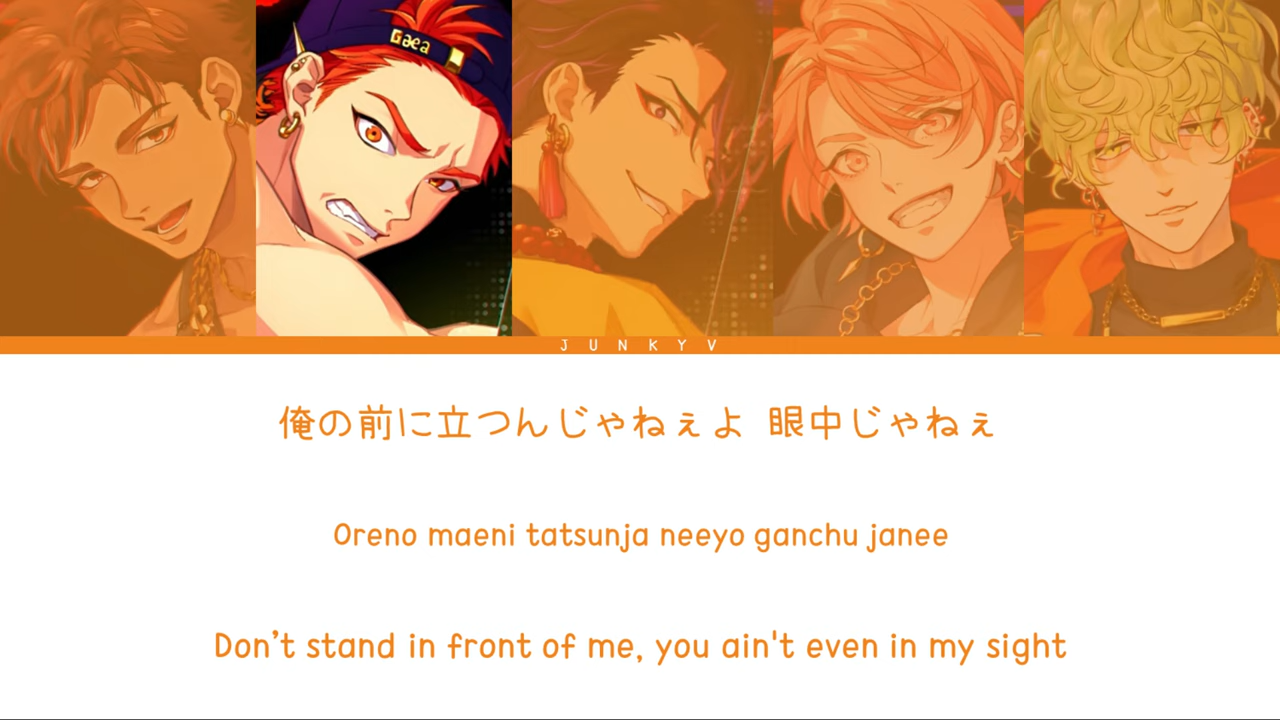 Gaea
JUNKYV
俺の前に立つんじゃねぇよ 眼中じゃねぇ
Oreno maeni tatsunja neeyo ganchu janee
Don’t stand in front of me, you ain't even in my sight